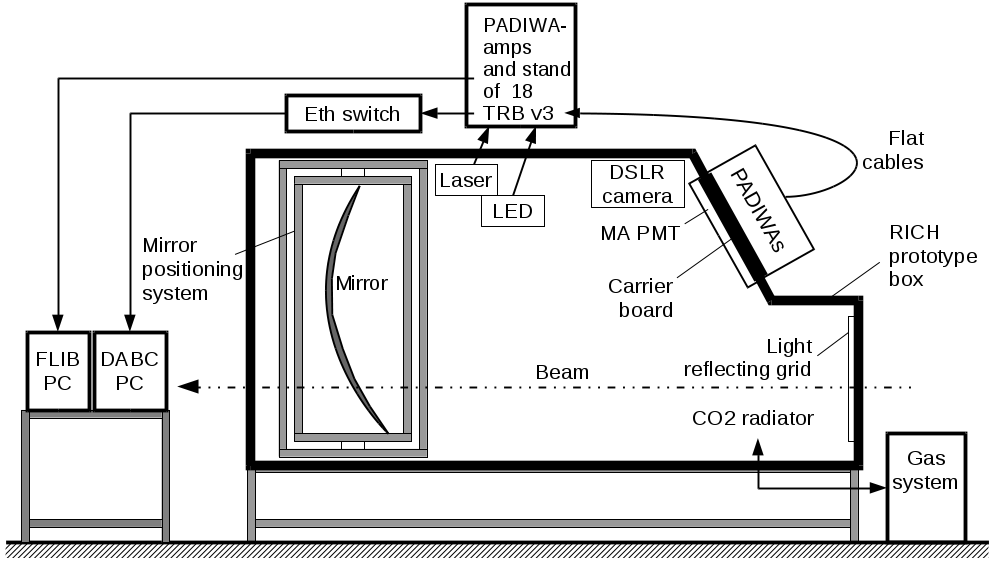 PADIWA-
amps
and stand
of 18
TRB v3
Eth switch
Flat
cables
Laser
LED
DSLR
camera
PADIWAs
MA PMT
Mirror
positioning
system
Mirror
Carrier
board
RICH
prototype
box
Light
reflecting grid
FLIB
PC
DABC
PC
Beam
CO2 radiator
Gas
system